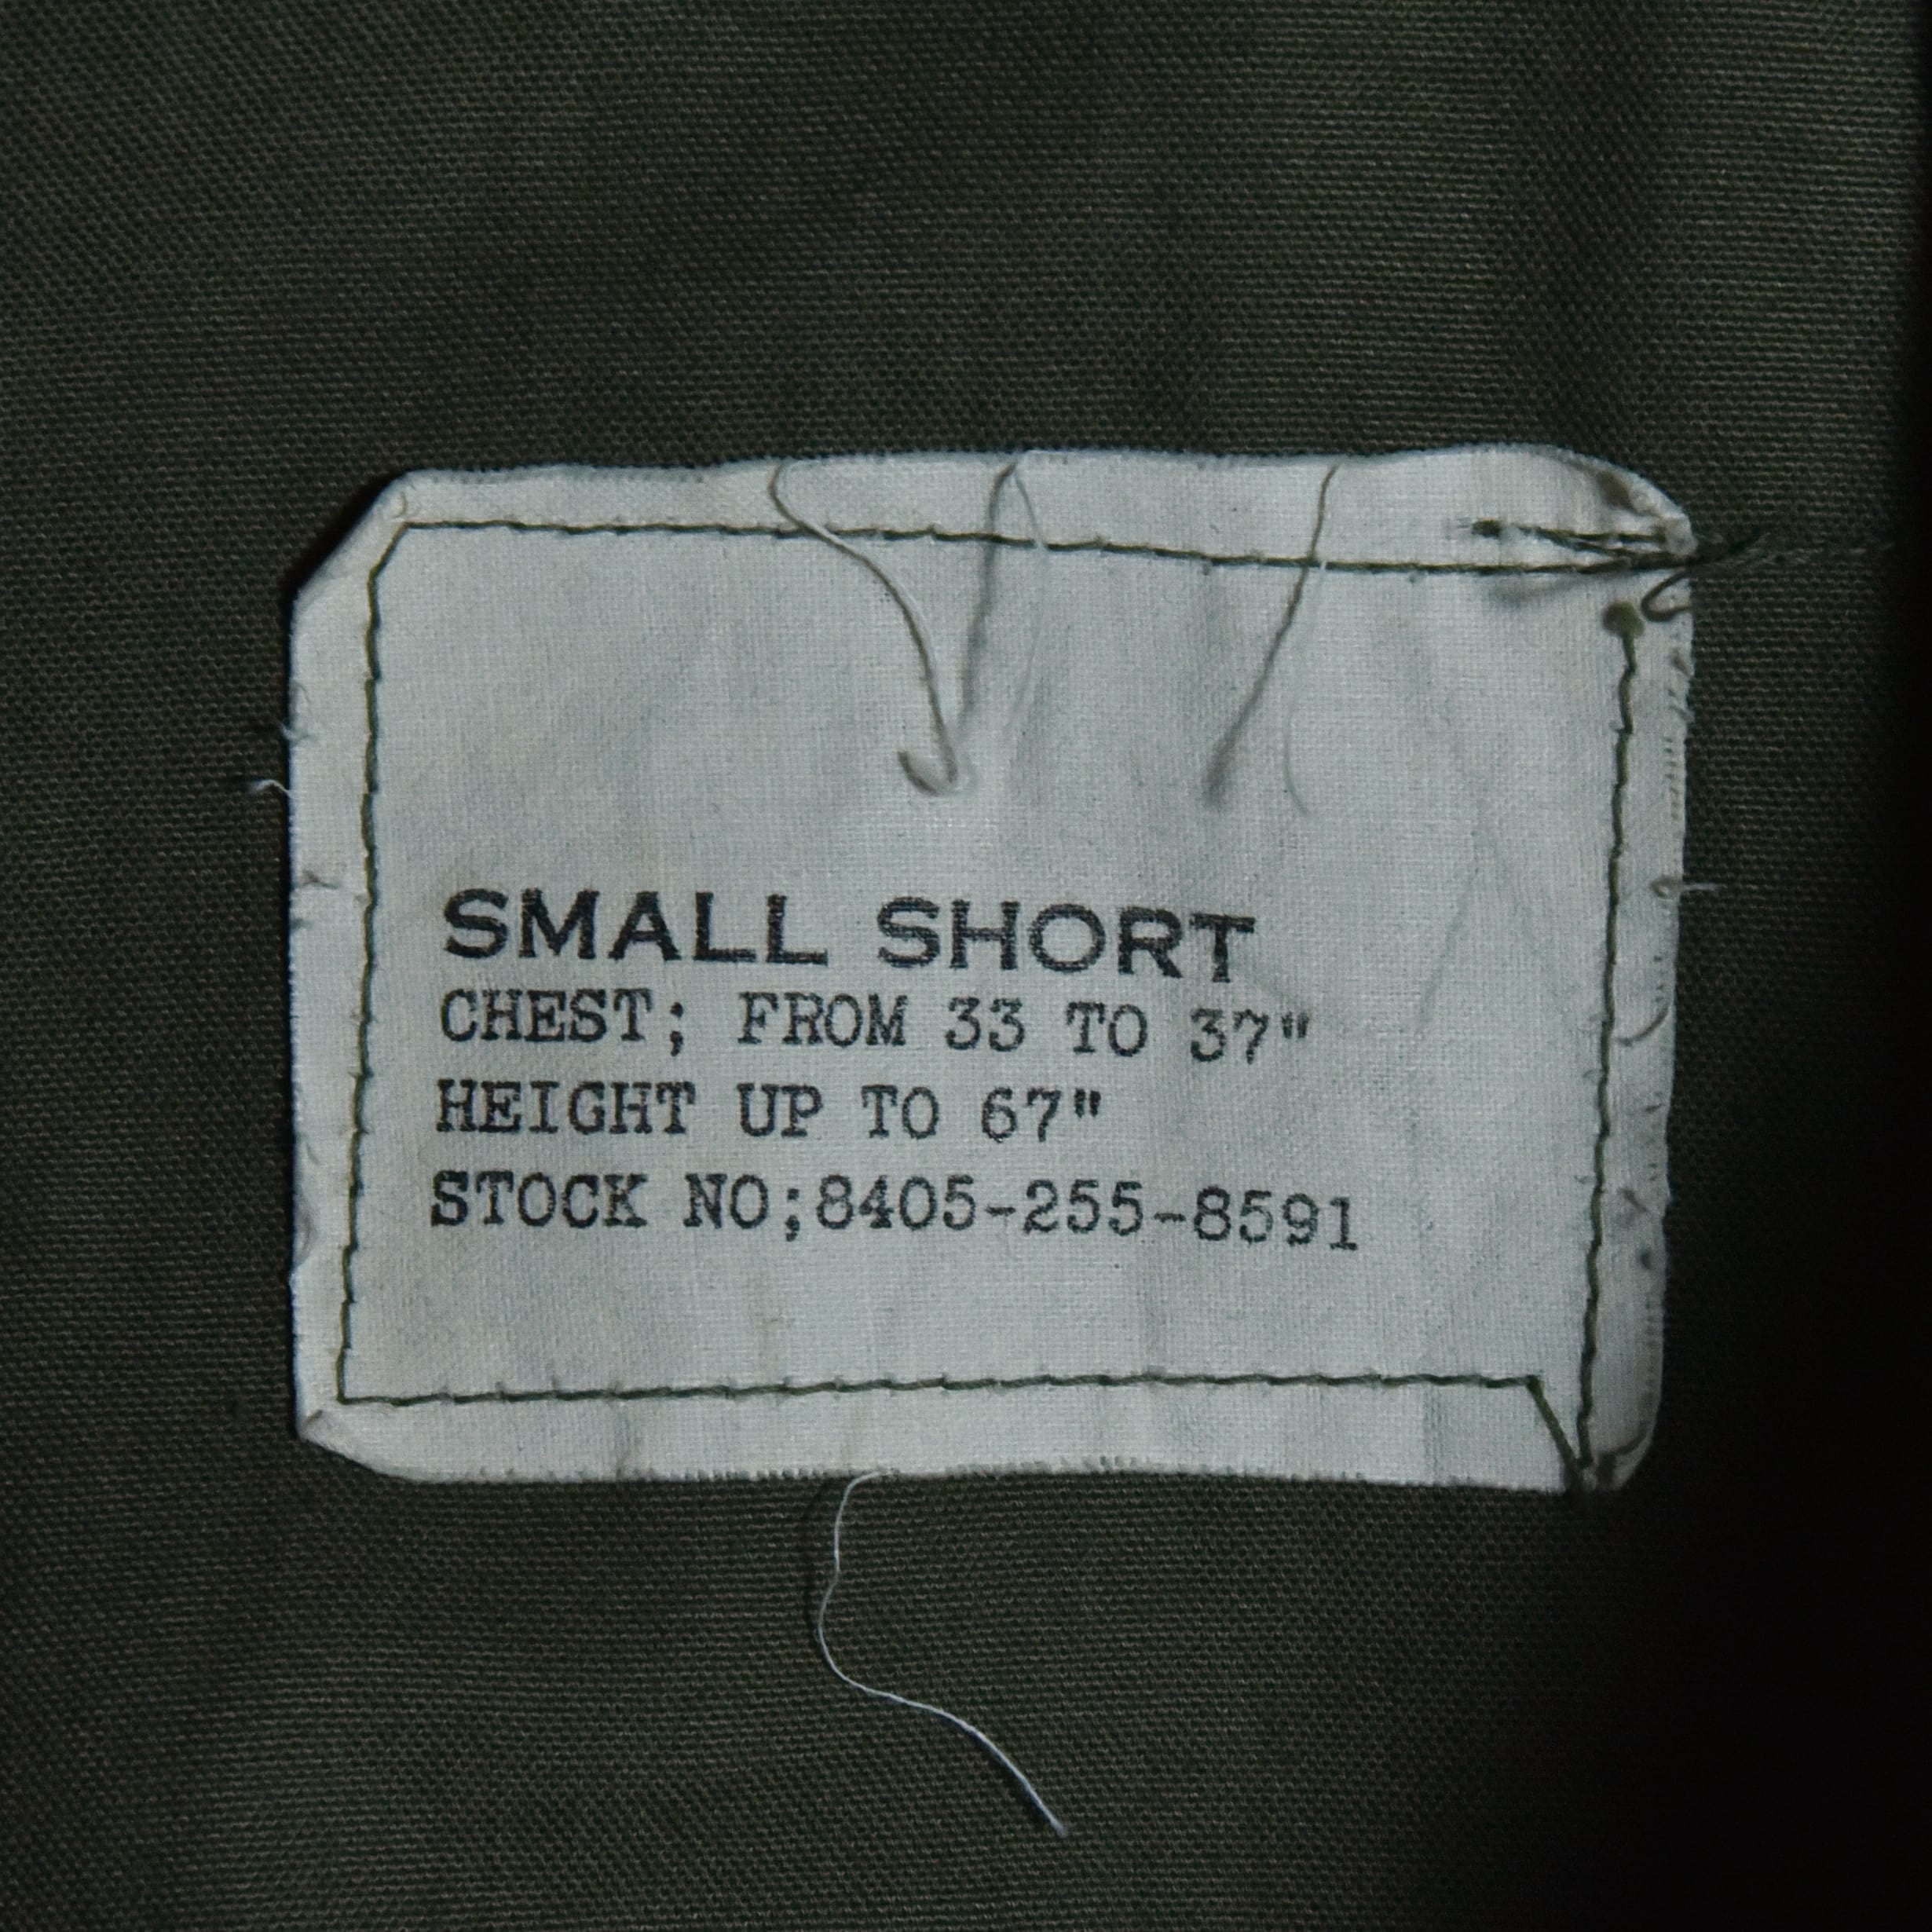 SMALL SHORT
CHEST; FROM 33 TO 37"
HEIGHT UP TO 67"
STOCK NO;8405-255-8591